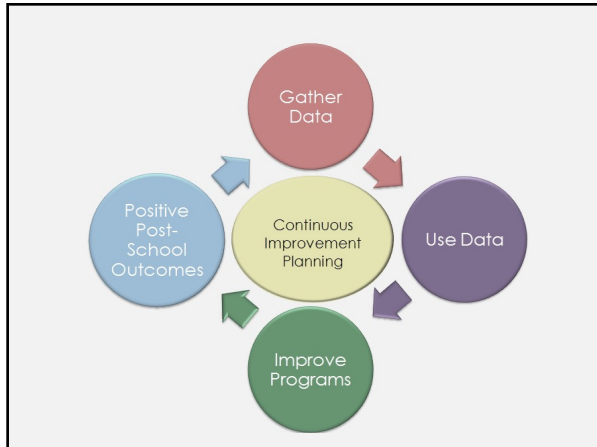 Gather
Data
Use Data
Improve
Programs
Positive
Post-
School
Outcomes
Continuous
Improvement
Planning